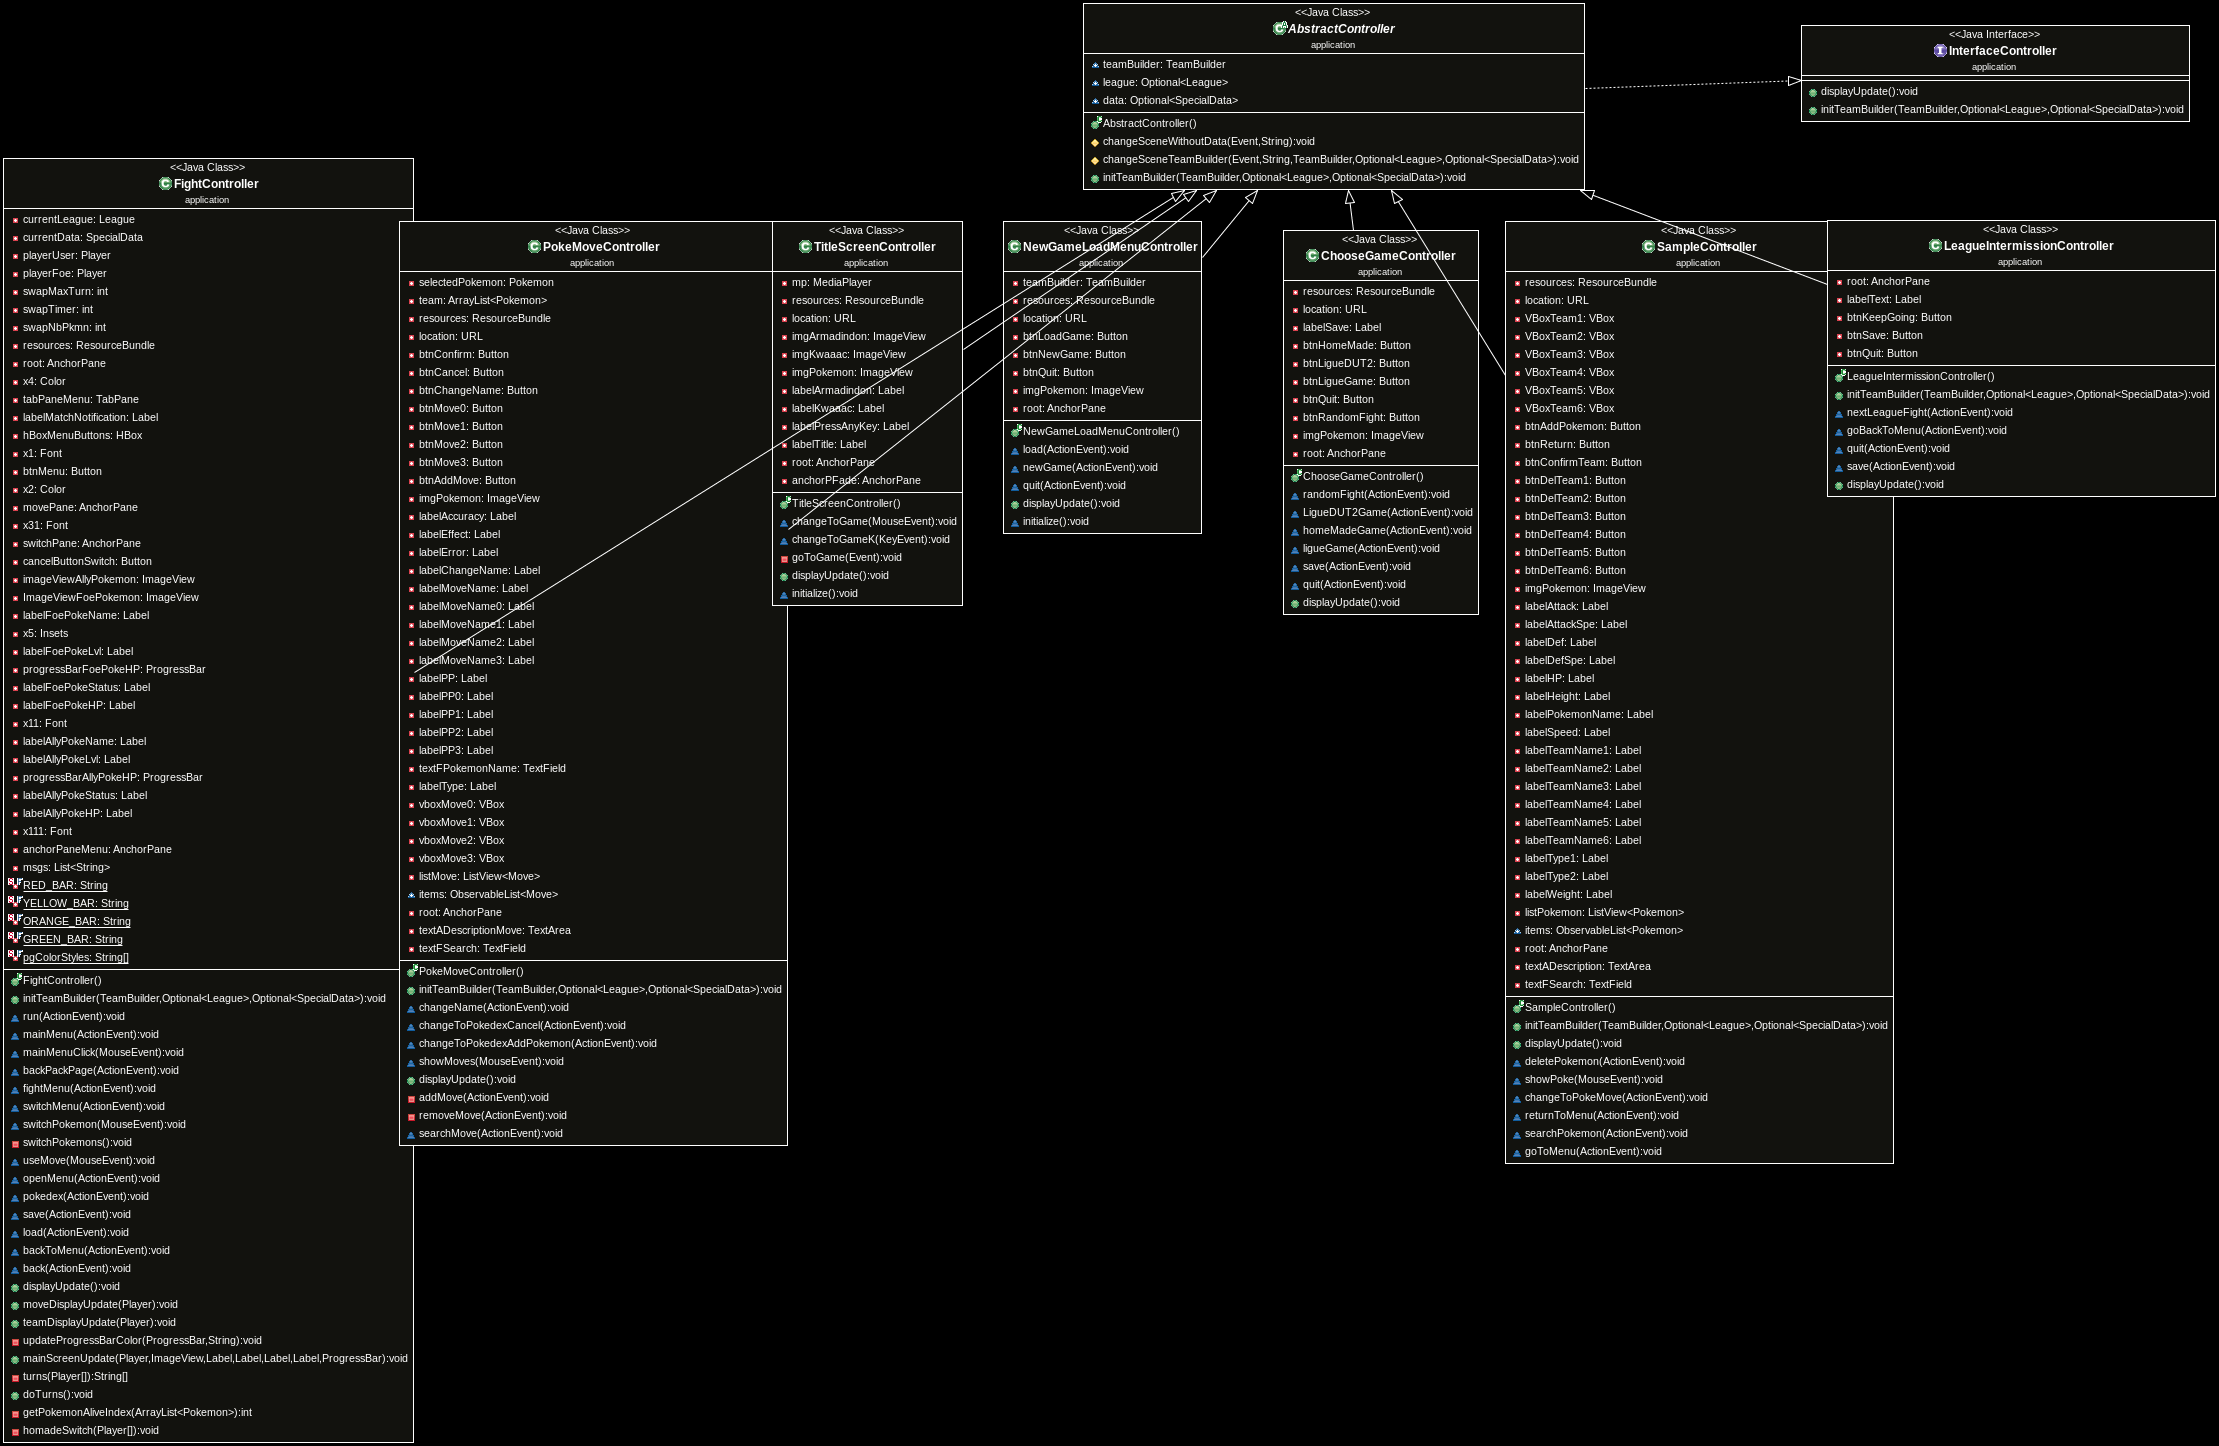 <<Java Class>>
AbstractController
application
teamBuilder: TeamBuilder
league: Optional<League>
data: Optional<SpecialData>
AbstractController()
changeSceneWithoutData(Event,String):void
changeSceneTeamBuilder(Event,String,TeamBuilder,Optional<League>,Optional<SpecialData>):void
initTeamBuilder(TeamBuilder,Optional<League>,Optional<SpecialData>):void
<<Java Interface>>
InterfaceController
application
displayUpdate():void
initTeamBuilder(TeamBuilder,Optional<League>,Optional<SpecialData>):void
<<Java Class>>
FightController
application
currentLeague: League
currentData: SpecialData
playerUser: Player
playerFoe: Player
swapMaxTurn: int
swapTimer: int
swapNbPkmn: int
resources: ResourceBundle
root: AnchorPane
x4: Color
tabPaneMenu: TabPane
labelMatchNotification: Label
hBoxMenuButtons: HBox
x1: Font
btnMenu: Button
x2: Color
movePane: AnchorPane
x31: Font
switchPane: AnchorPane
cancelButtonSwitch: Button
imageViewAllyPokemon: ImageView
ImageViewFoePokemon: ImageView
labelFoePokeName: Label
x5: Insets
labelFoePokeLvl: Label
progressBarFoePokeHP: ProgressBar
labelFoePokeStatus: Label
labelFoePokeHP: Label
x11: Font
labelAllyPokeName: Label
labelAllyPokeLvl: Label
progressBarAllyPokeHP: ProgressBar
labelAllyPokeStatus: Label
labelAllyPokeHP: Label
x111: Font
anchorPaneMenu: AnchorPane
msgs: List<String>
RED_BAR: String
YELLOW_BAR: String
ORANGE_BAR: String
GREEN_BAR: String
pgColorStyles: String[]
FightController()
initTeamBuilder(TeamBuilder,Optional<League>,Optional<SpecialData>):void
run(ActionEvent):void
mainMenu(ActionEvent):void
mainMenuClick(MouseEvent):void
backPackPage(ActionEvent):void
fightMenu(ActionEvent):void
switchMenu(ActionEvent):void
switchPokemon(MouseEvent):void
switchPokemons():void
useMove(MouseEvent):void
openMenu(ActionEvent):void
pokedex(ActionEvent):void
save(ActionEvent):void
load(ActionEvent):void
backToMenu(ActionEvent):void
back(ActionEvent):void
displayUpdate():void
moveDisplayUpdate(Player):void
teamDisplayUpdate(Player):void
updateProgressBarColor(ProgressBar,String):void
mainScreenUpdate(Player,ImageView,Label,Label,Label,Label,ProgressBar):void
turns(Player[]):String[]
doTurns():void
getPokemonAliveIndex(ArrayList<Pokemon>):int
homadeSwitch(Player[]):void
<<Java Class>>
PokeMoveController
application
selectedPokemon: Pokemon
team: ArrayList<Pokemon>
resources: ResourceBundle
location: URL
btnConfirm: Button
btnCancel: Button
btnChangeName: Button
btnMove0: Button
btnMove1: Button
btnMove2: Button
btnMove3: Button
btnAddMove: Button
imgPokemon: ImageView
labelAccuracy: Label
labelEffect: Label
labelError: Label
labelChangeName: Label
labelMoveName: Label
labelMoveName0: Label
labelMoveName1: Label
labelMoveName2: Label
labelMoveName3: Label
labelPP: Label
labelPP0: Label
labelPP1: Label
labelPP2: Label
labelPP3: Label
textFPokemonName: TextField
labelType: Label
vboxMove0: VBox
vboxMove1: VBox
vboxMove2: VBox
vboxMove3: VBox
listMove: ListView<Move>
items: ObservableList<Move>
root: AnchorPane
textADescriptionMove: TextArea
textFSearch: TextField
PokeMoveController()
initTeamBuilder(TeamBuilder,Optional<League>,Optional<SpecialData>):void
changeName(ActionEvent):void
changeToPokedexCancel(ActionEvent):void
changeToPokedexAddPokemon(ActionEvent):void
showMoves(MouseEvent):void
displayUpdate():void
addMove(ActionEvent):void
removeMove(ActionEvent):void
searchMove(ActionEvent):void
<<Java Class>>
TitleScreenController
application
mp: MediaPlayer
resources: ResourceBundle
location: URL
imgArmadindon: ImageView
imgKwaaac: ImageView
imgPokemon: ImageView
labelArmadindon: Label
labelKwaaac: Label
labelPressAnyKey: Label
labelTitle: Label
root: AnchorPane
anchorPFade: AnchorPane
TitleScreenController()
changeToGame(MouseEvent):void
changeToGameK(KeyEvent):void
goToGame(Event):void
displayUpdate():void
initialize():void
<<Java Class>>
NewGameLoadMenuController
application
teamBuilder: TeamBuilder
resources: ResourceBundle
location: URL
btnLoadGame: Button
btnNewGame: Button
btnQuit: Button
imgPokemon: ImageView
root: AnchorPane
NewGameLoadMenuController()
load(ActionEvent):void
newGame(ActionEvent):void
quit(ActionEvent):void
displayUpdate():void
initialize():void
<<Java Class>>
ChooseGameController
application
resources: ResourceBundle
location: URL
labelSave: Label
btnHomeMade: Button
btnLigueDUT2: Button
btnLigueGame: Button
btnQuit: Button
btnRandomFight: Button
imgPokemon: ImageView
root: AnchorPane
ChooseGameController()
randomFight(ActionEvent):void
LigueDUT2Game(ActionEvent):void
homeMadeGame(ActionEvent):void
ligueGame(ActionEvent):void
save(ActionEvent):void
quit(ActionEvent):void
displayUpdate():void
<<Java Class>>
SampleController
application
resources: ResourceBundle
location: URL
VBoxTeam1: VBox
VBoxTeam2: VBox
VBoxTeam3: VBox
VBoxTeam4: VBox
VBoxTeam5: VBox
VBoxTeam6: VBox
btnAddPokemon: Button
btnReturn: Button
btnConfirmTeam: Button
btnDelTeam1: Button
btnDelTeam2: Button
btnDelTeam3: Button
btnDelTeam4: Button
btnDelTeam5: Button
btnDelTeam6: Button
imgPokemon: ImageView
labelAttack: Label
labelAttackSpe: Label
labelDef: Label
labelDefSpe: Label
labelHP: Label
labelHeight: Label
labelPokemonName: Label
labelSpeed: Label
labelTeamName1: Label
labelTeamName2: Label
labelTeamName3: Label
labelTeamName4: Label
labelTeamName5: Label
labelTeamName6: Label
labelType1: Label
labelType2: Label
labelWeight: Label
listPokemon: ListView<Pokemon>
items: ObservableList<Pokemon>
root: AnchorPane
textADescription: TextArea
textFSearch: TextField
SampleController()
initTeamBuilder(TeamBuilder,Optional<League>,Optional<SpecialData>):void
displayUpdate():void
deletePokemon(ActionEvent):void
showPoke(MouseEvent):void
changeToPokeMove(ActionEvent):void
returnToMenu(ActionEvent):void
searchPokemon(ActionEvent):void
goToMenu(ActionEvent):void
<<Java Class>>
LeagueIntermissionController
application
root: AnchorPane
labelText: Label
btnKeepGoing: Button
btnSave: Button
btnQuit: Button
LeagueIntermissionController()
initTeamBuilder(TeamBuilder,Optional<League>,Optional<SpecialData>):void
nextLeagueFight(ActionEvent):void
goBackToMenu(ActionEvent):void
quit(ActionEvent):void
save(ActionEvent):void
displayUpdate():void